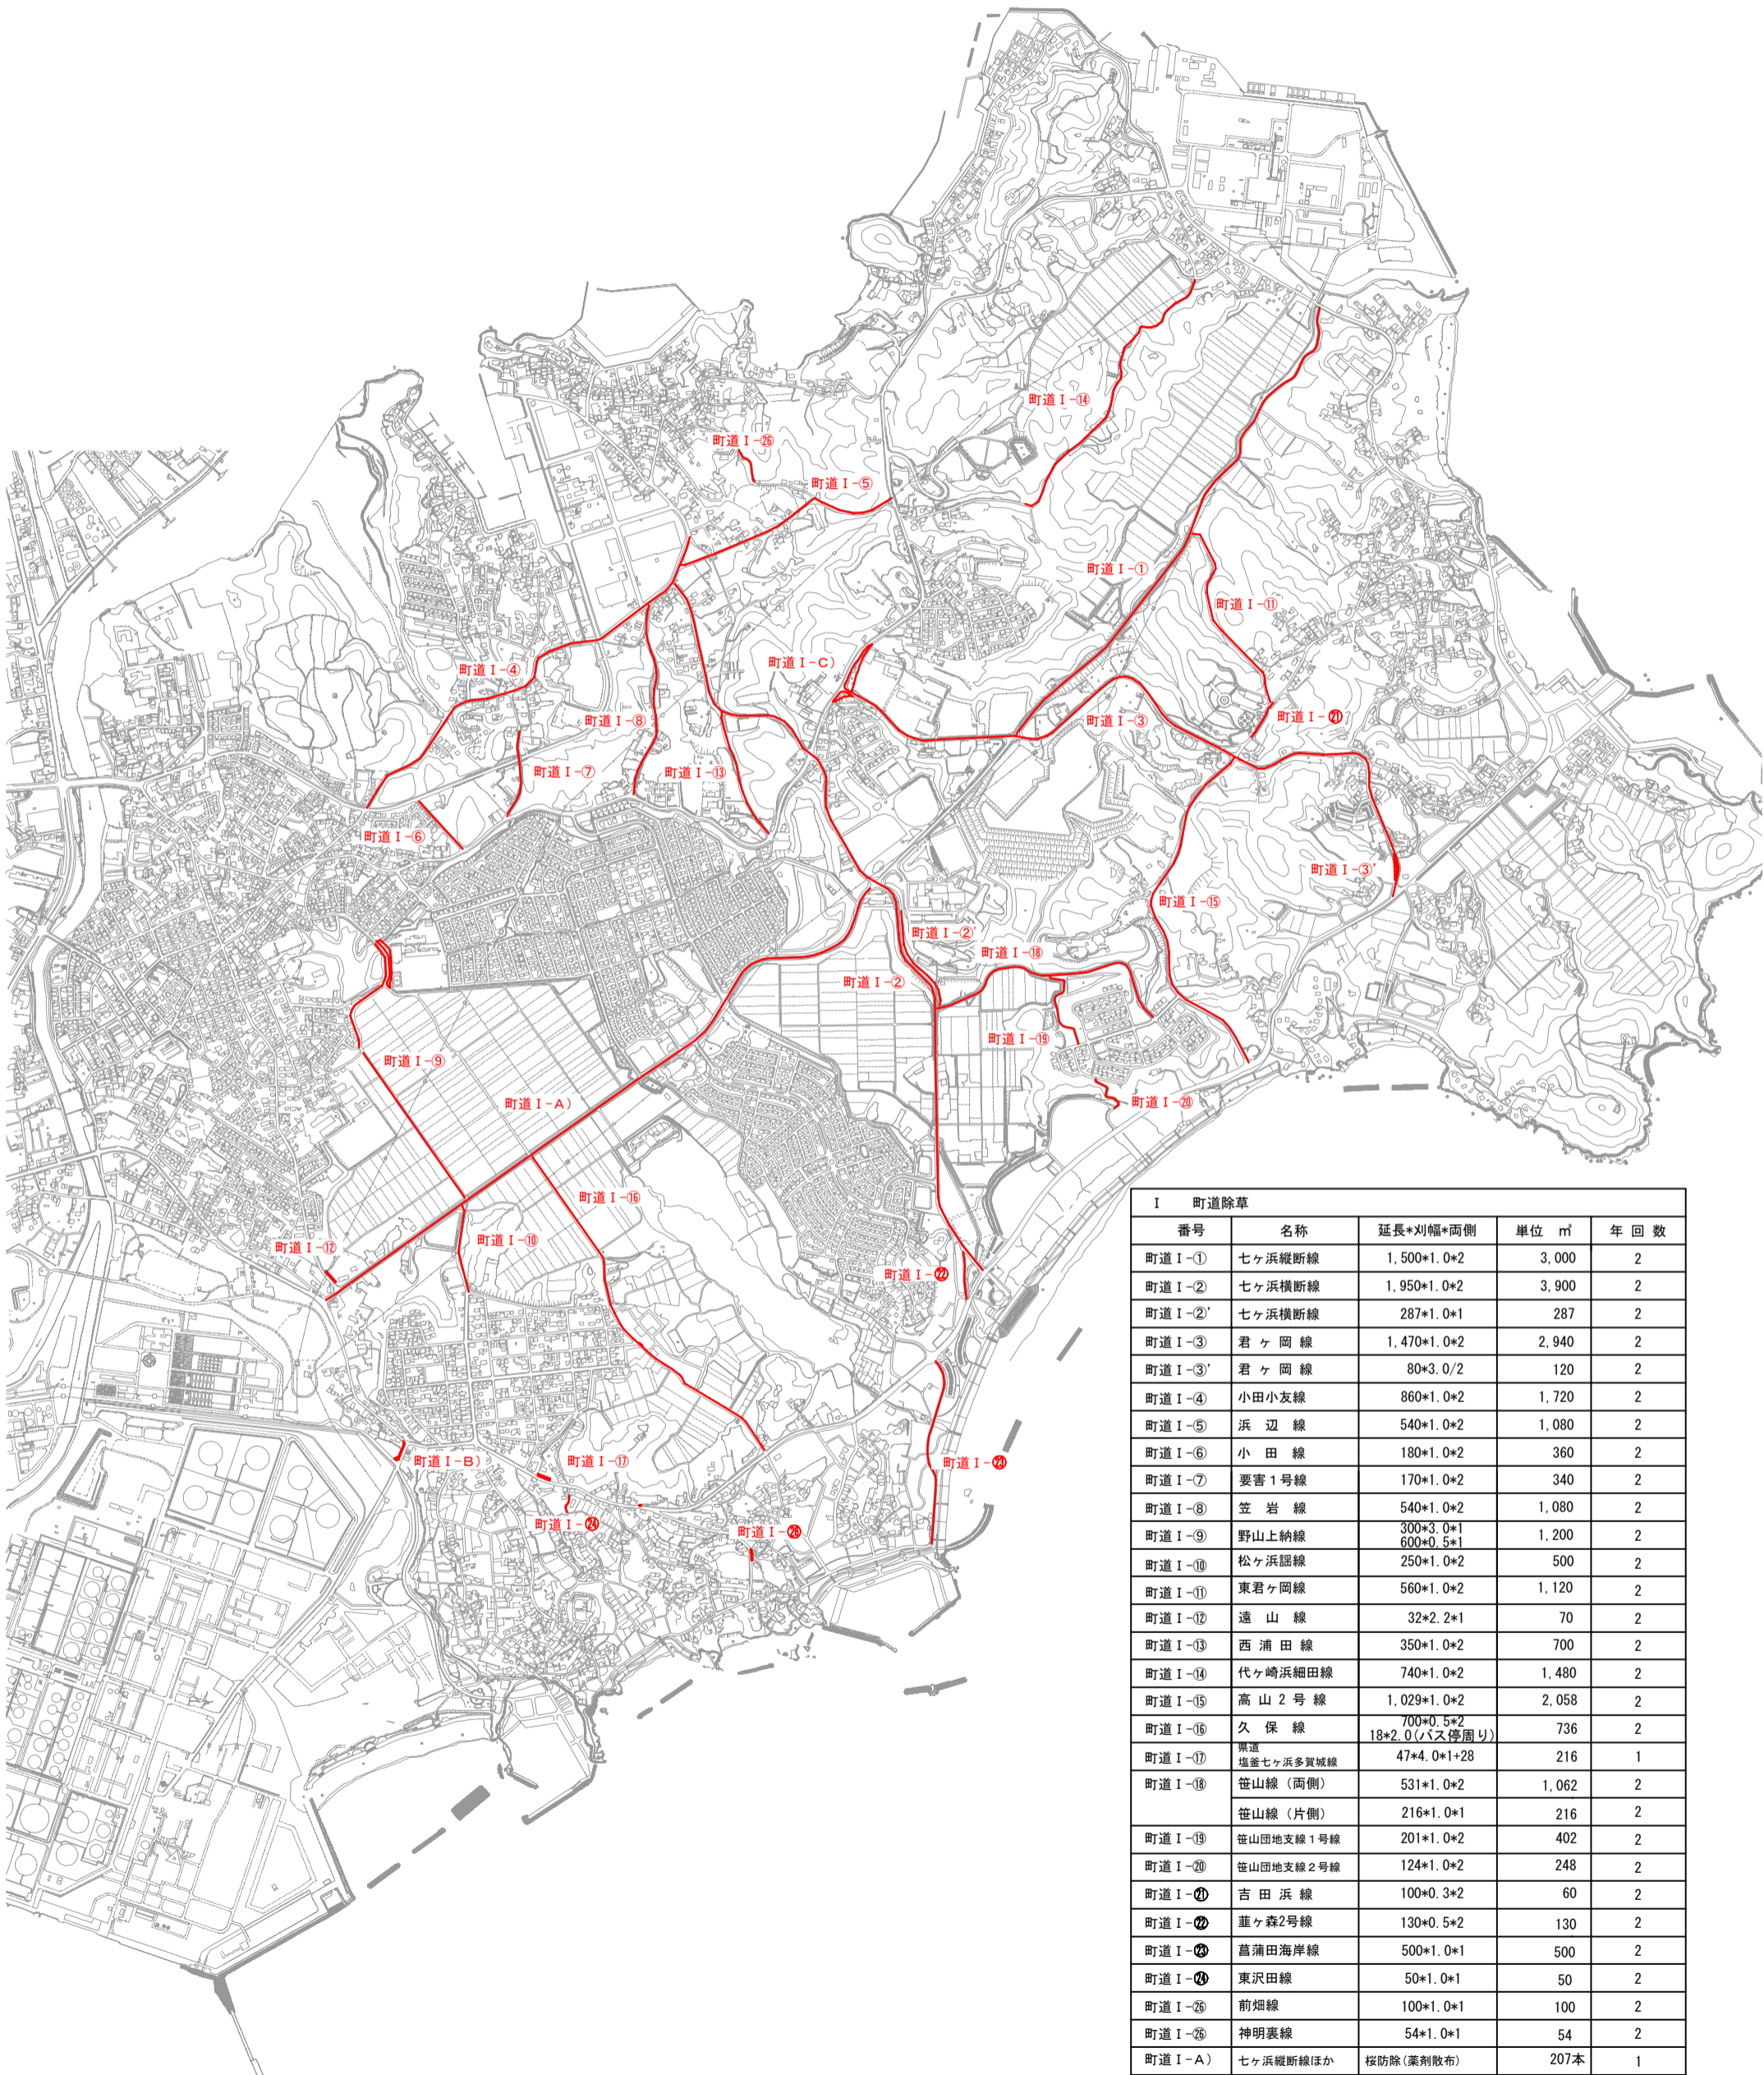 町道Ⅰ-⑭
町道Ⅰ-㉖
町道Ⅰ-⑤
町道Ⅰ-①
町道Ⅰ-⑪
町道Ⅰ-C)
町道Ⅰ-④
町道Ⅰ-⑧
町道Ⅰ-③
町道Ⅰ-㉑
町道Ⅰ-⑦
町道Ⅰ-⑬
町道Ⅰ-⑥
町道Ⅰ-③'
町道Ⅰ-⑮
町道Ⅰ-②'
町道Ⅰ-⑱
町道Ⅰ-②
町道Ⅰ-⑲
町道Ⅰ-⑨
町道Ⅰ-A)
町道Ⅰ-⑳
町道Ⅰ-⑯
町道Ⅰ-⑩
町道Ⅰ-⑫
町道Ⅰ-㉒
町道Ⅰ-B)
町道Ⅰ-⑰
町道Ⅰ-㉓
町道Ⅰ-㉔
町道Ⅰ-㉖
Ⅰ 町道除草
番号 名称 延長*刈幅*両側 単位 ㎡ 年 回 数
町道Ⅰ-① 七ヶ浜縦断線 1,500*1.0*2 3,000 2
町道Ⅰ-② 七ヶ浜横断線 1,950*1.0*2 3,900 2
町道Ⅰ-②' 七ヶ浜横断線 287*1.0*1 287 2
町道Ⅰ-③ 君 ヶ 岡 線 1,470*1.0*2 2,940 2
町道Ⅰ-③' 君 ヶ 岡 線 80*3.0/2 120 2
町道Ⅰ-④ 小田小友線 860*1.0*2 1,720 2
町道Ⅰ-⑤ 浜 辺 線 540*1.0*2 1,080 2
町道Ⅰ-⑥ 小 田 線 180*1.0*2 360 2
町道Ⅰ-⑦ 要害1号線 170*1.0*2 340 2
町道Ⅰ-⑧ 笠 岩 線 540*1.0*2 1,080 2
町道Ⅰ-⑨ 野山上納線 300*3.0*1 1,200 2
600*0.5*1
町道Ⅰ-⑩ 松ヶ浜謡線 250*1.0*2 500 2
町道Ⅰ-⑪ 東君ヶ岡線 560*1.0*2 1,120 2
町道Ⅰ-⑫ 遠 山 線 32*2.2*1 70 2
町道Ⅰ-⑬ 西 浦 田 線 350*1.0*2 700 2
町道Ⅰ-⑭ 代ヶ崎浜細田線 740*1.0*2 1,480 2
町道Ⅰ-⑮ 高 山 2 号 線 1,029*1.0*2 2,058 2
町道Ⅰ-⑯ 久 保 線 700*0.5*2 736 2
18*2.0(バス停周り)
町道Ⅰ-⑰ 県道 47*4.0*1+28 216 1
塩釜七ヶ浜多賀城線
町道Ⅰ-⑱ 笹山線(両側) 531*1.0*2 1,062 2
笹山線(片側) 216*1.0*1 216 2
町道Ⅰ-⑲ 笹山団地支線1号線 201*1.0*2 402 2
町道Ⅰ-⑳ 笹山団地支線2号線 124*1.0*2 248 2
町道Ⅰ-㉑ 吉 田 浜 線 100*0.3*2 60 2
町道Ⅰ-㉒ 韮ヶ森2号線 130*0.5*2 130 2
町道Ⅰ-㉓ 菖蒲田海岸線 500*1.0*1 500 2
町道Ⅰ-㉔ 東沢田線 50*1.0*1 50 2
町道Ⅰ-㉖ 前畑線 100*1.0*1 100 2
町道Ⅰ-㉖ 神明裏線 54*1.0*1 54 2
町道Ⅰ-A) 七ヶ浜縦断線ほか 桜防除(薬剤散布) 207本 1